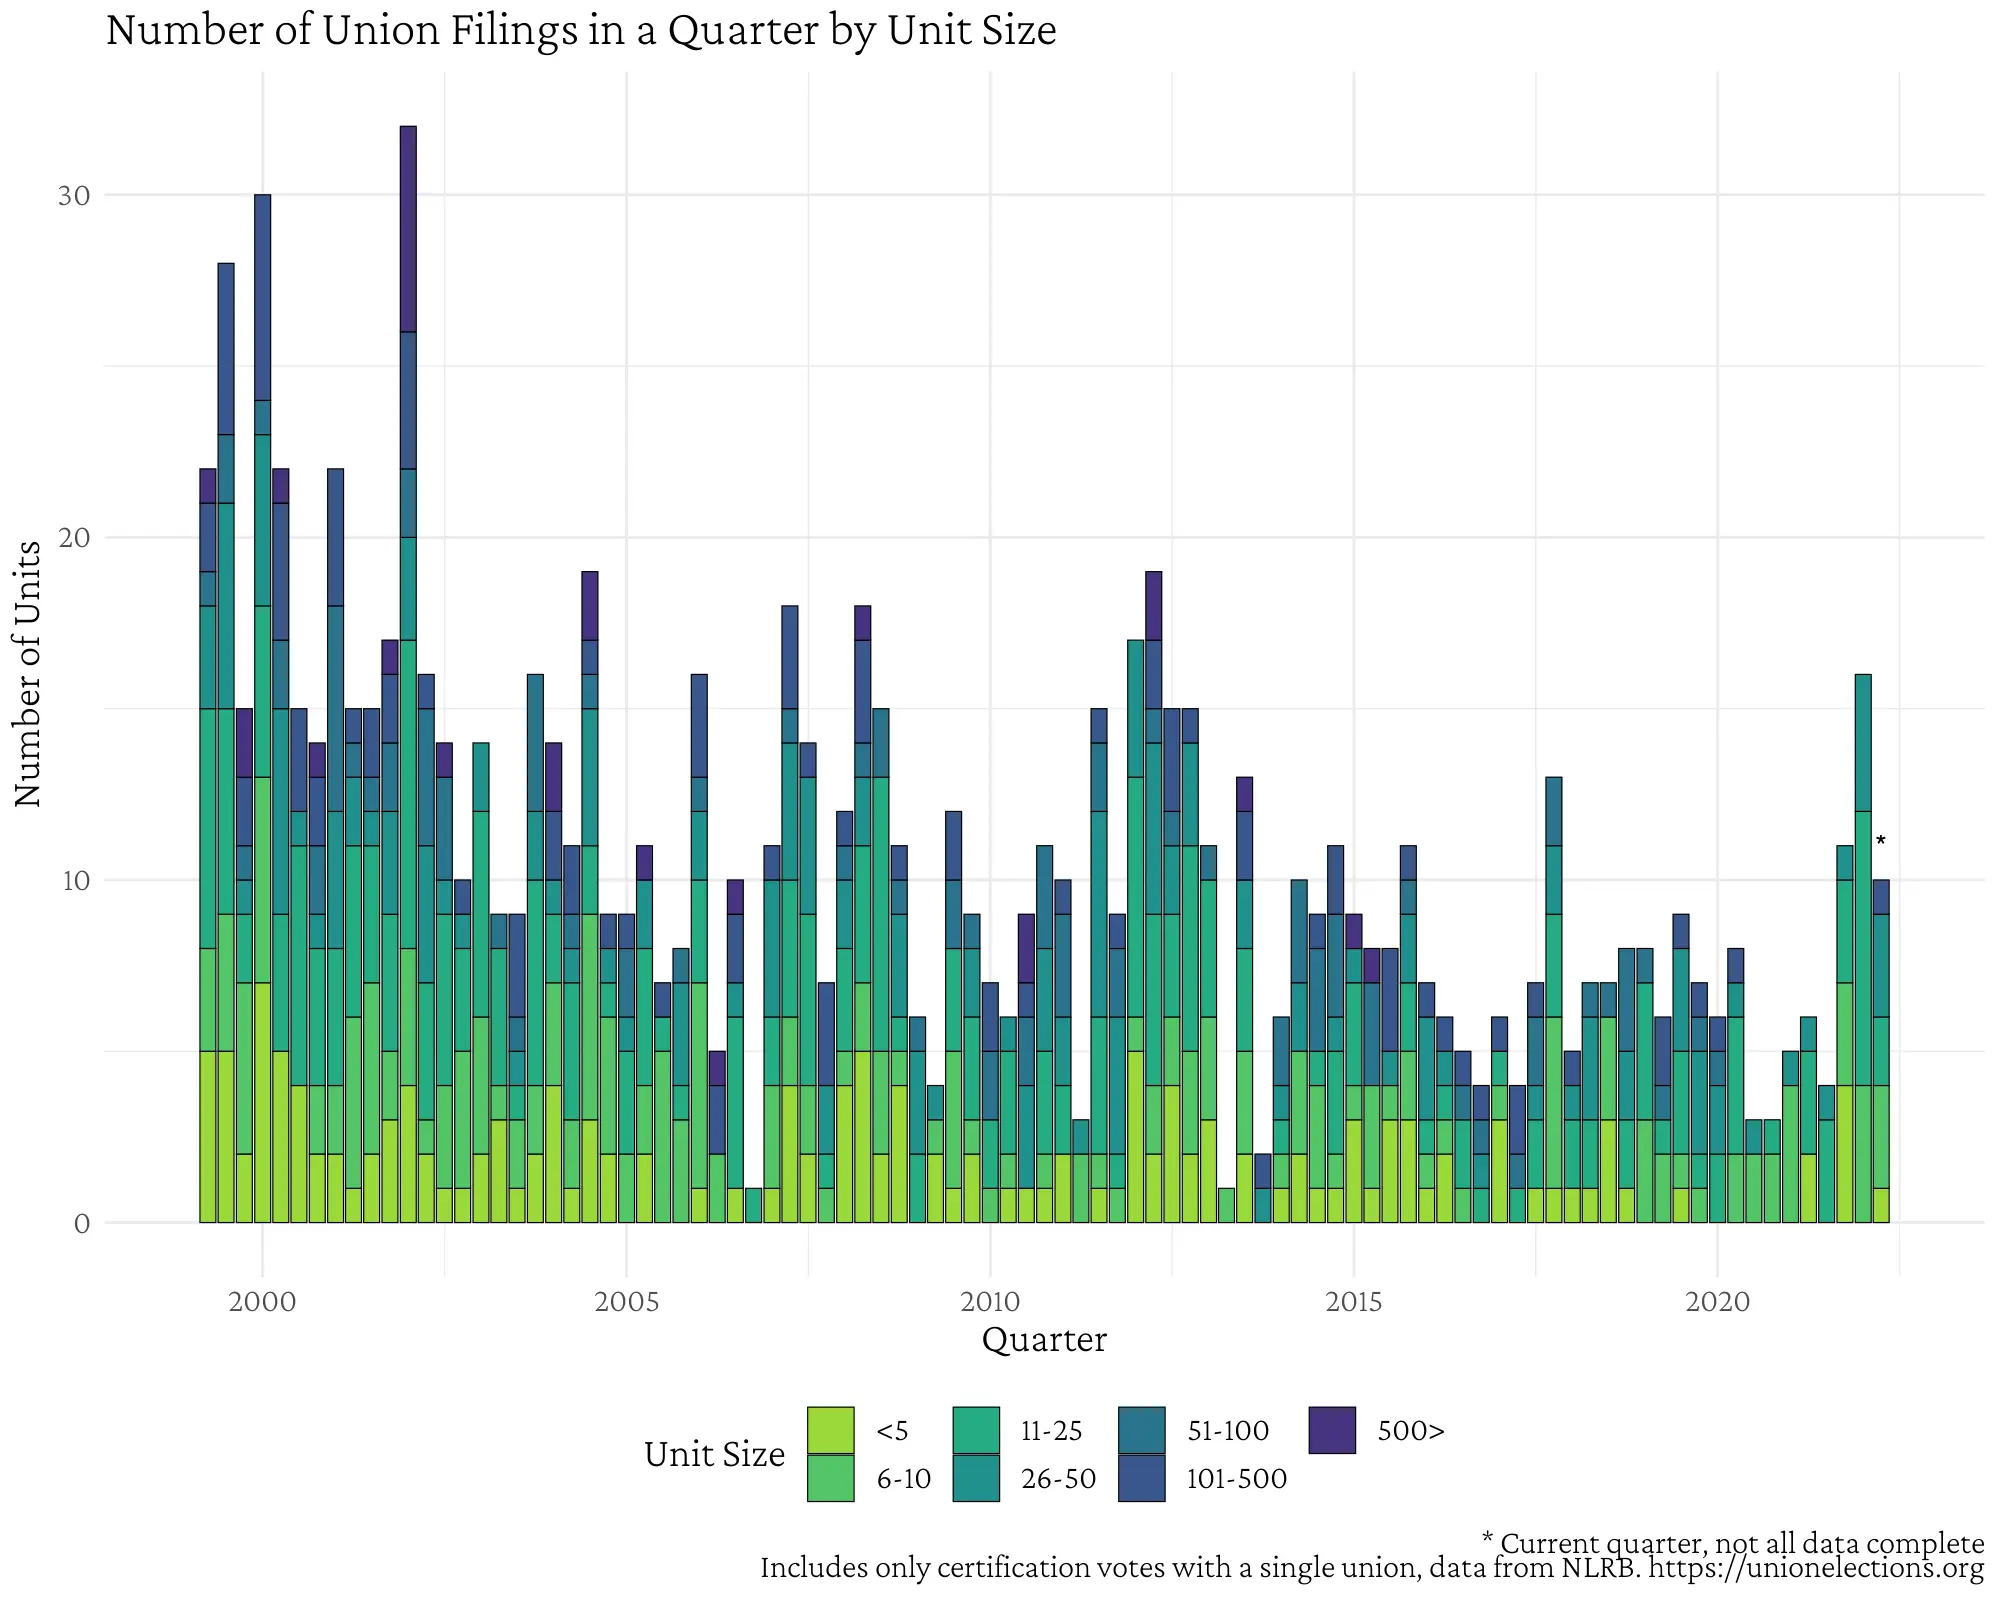 Number of Union Filings in a Quarter by Unit Size
Number of Units
30
20
10
0
*
2000 2005 2010 2015 2020
Quarter
Unit Size
<5 11-25 51-100 500>
6-10 26-50 101-500
* Current quarter, not all data complete
Includes only certification votes with a single union, data from NLRB. https://unionelections.org